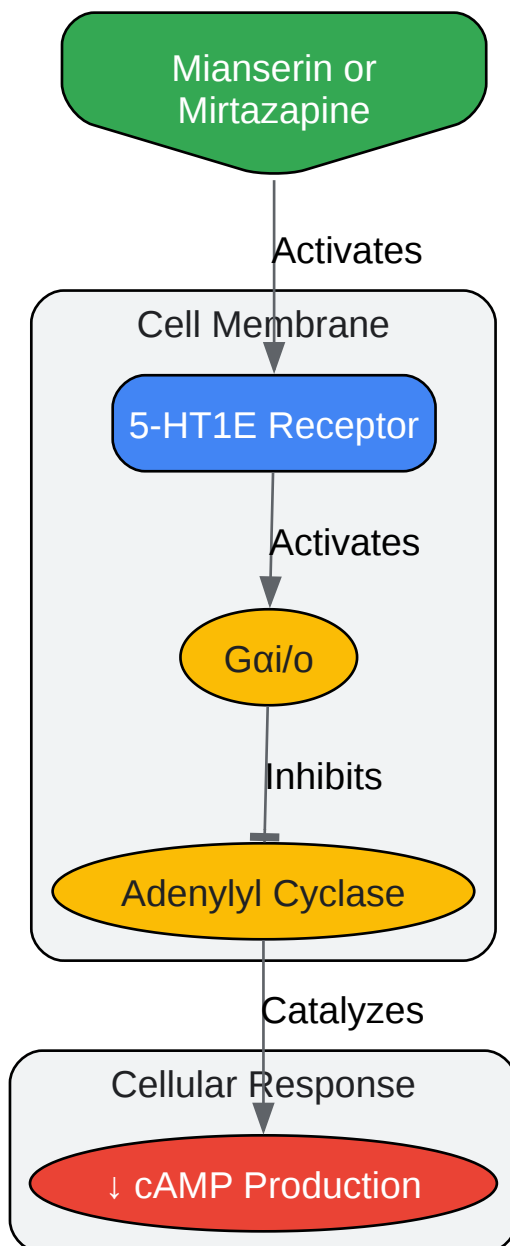 Mianserin or
Mirtazapine
Activates
Cell Membrane
5-HT1E Receptor
Activates
Gαi/o
Inhibits
Adenylyl Cyclase
Catalyzes
Cellular Response
↓ cAMP Production